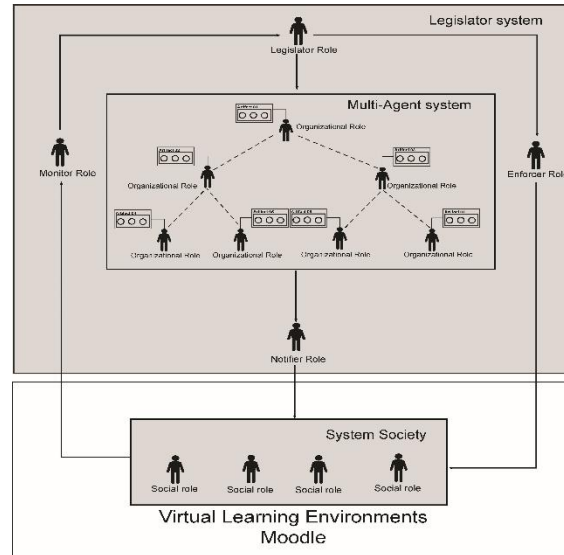 Legislator system
Legislator Role
Multi-Agent system
Organizational Role
Organizational Role
Organizational Role
Organizational Role
Organizational Role
Organizational Role
Organizational Role
Monitor Role
Enforcer Role
Notifier Role
System Society
Social role
Social role
Social role
Social role
Virtual Learning Environments
Moodle